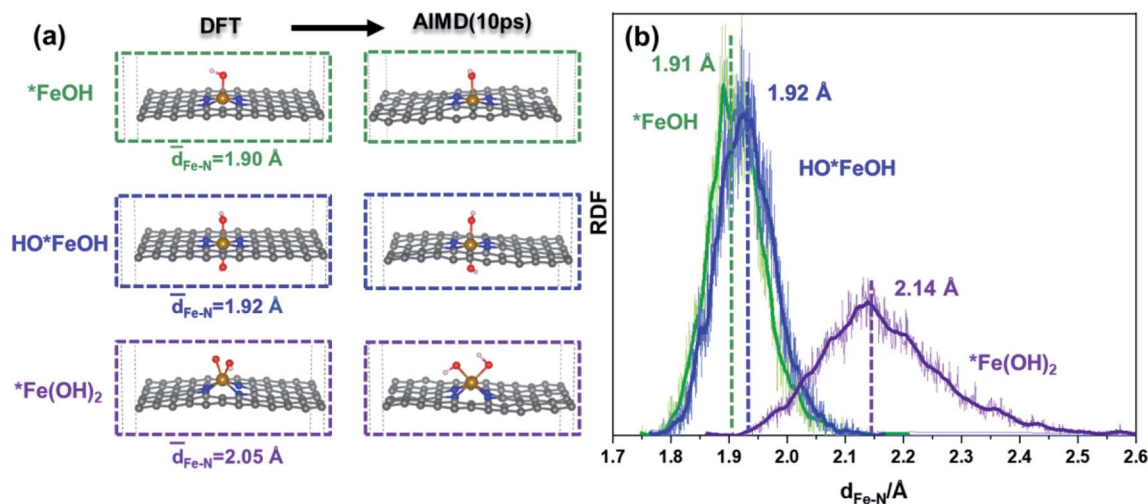 (a)
DFT
AIMD(10ps)
*FeOH
d̅Fe-N=1.90 Å
HO*FeOH
d̅Fe-N=1.92 Å
*Fe(OH)₂
d̅Fe-N=2.05 Å
(b)
1.91 Å
*FeOH
1.92 Å
HO*FeOH
2.14 Å
*Fe(OH)₂
RDF
1.7 1.8 1.9 2.0 2.1 2.2 2.3 2.4 2.5 2.6
dFe-N/Å